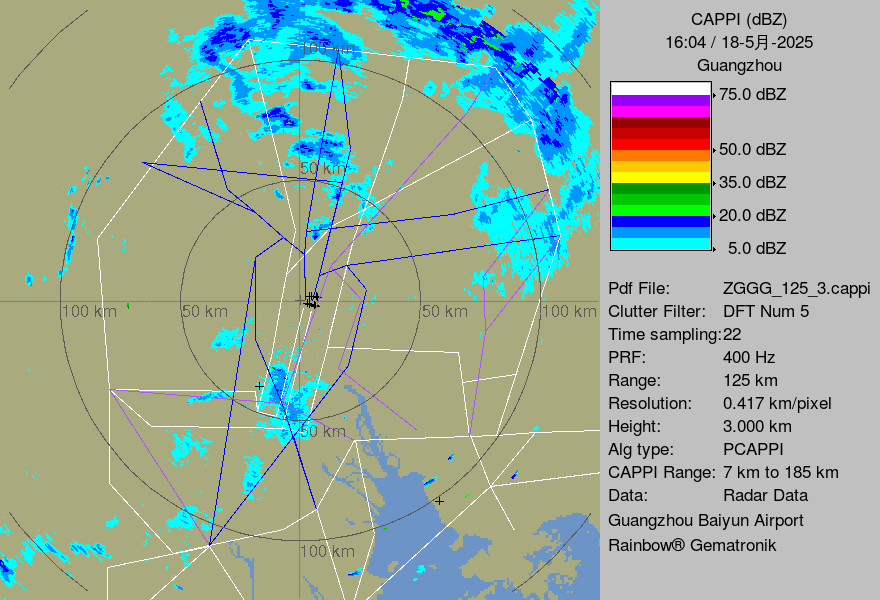 CAPPI (dBZ)
16:04 / 18-5月-2025
Guangzhou
75.0 dBZ
50.0 dBZ
35.0 dBZ
20.0 dBZ
5.0 dBZ
Pdf File: ZGGG_125_3.cappi
Clutter Filter: DFT Num 5
Time sampling:22
PRF: 400 Hz
Range: 125 km
Resolution: 0.417 km/pixel
Height: 3.000 km
Alg type: PCAPPI
CAPPI Range: 7 km to 185 km
Data: Radar Data
Guangzhou Baiyun Airport
Rainbow® Gematronik
100 km
50 km
100 km
50 km
50 km
100 km
50 km
100 km